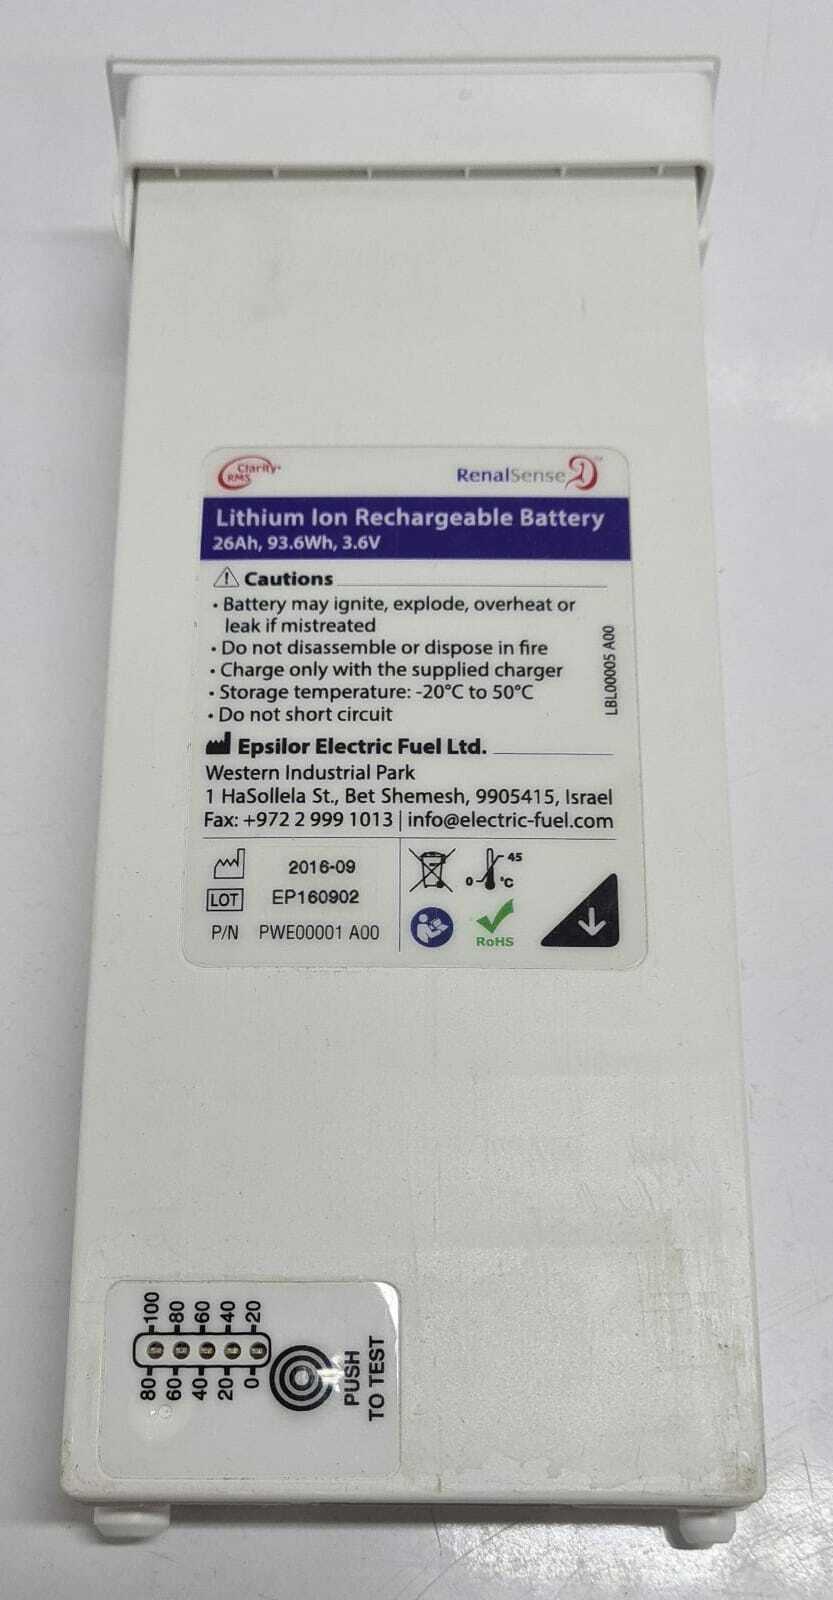 Clarity
RMS
RenalSense™
Lithium Ion Rechargeable Battery
26Ah, 93.6Wh, 3.6V
Cautions
• Battery may ignite, explode, overheat or
leak if mistreated
• Do not disassemble or dispose in fire
• Charge only with the supplied charger
• Storage temperature: -20°C to 50°C
• Do not short circuit
LBL00005 A00
Epsilor Electric Fuel Ltd.
Western Industrial Park
1 HaSollela St., Bet Shemesh, 9905415, Israel
Fax: +972 2 999 1013 | info@electric-fuel.com
2016-09
LOT EP160902
P/N PWE00001 A00
45
0 °C
RoHS
100
80
60
40
20
80
60
40
20
0
PUSH
TO TEST